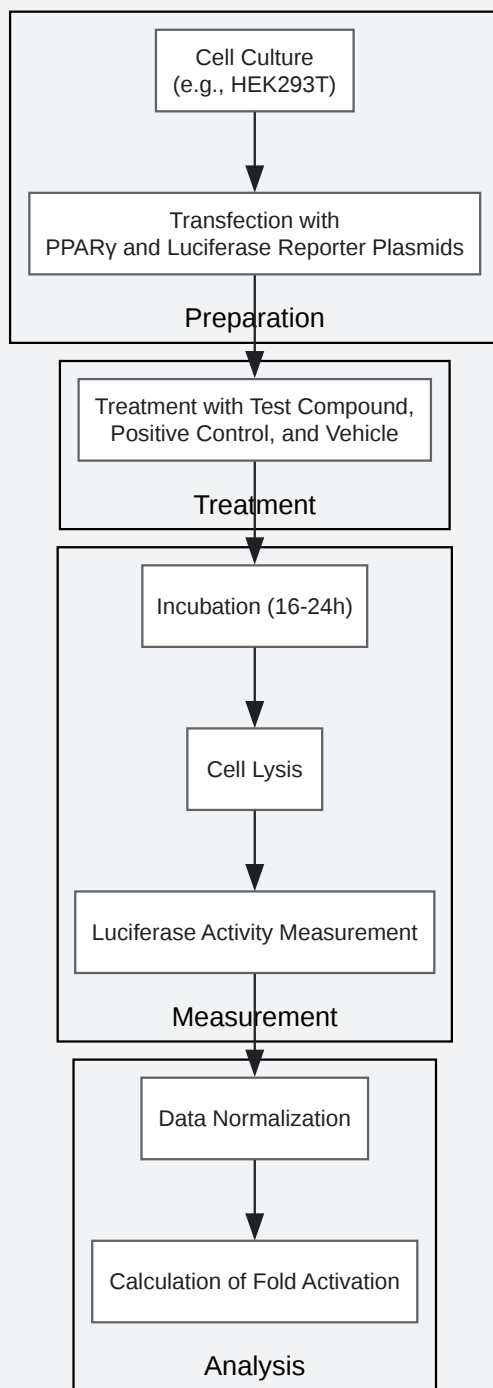 Cell Culture
(e.g., HEK293T)
Transfection with
PPARγ and Luciferase Reporter Plasmids
Preparation
Treatment with Test Compound,
Positive Control, and Vehicle
Treatment
Incubation (16-24h)
Cell Lysis
Luciferase Activity Measurement
Measurement
Data Normalization
Calculation of Fold Activation
Analysis